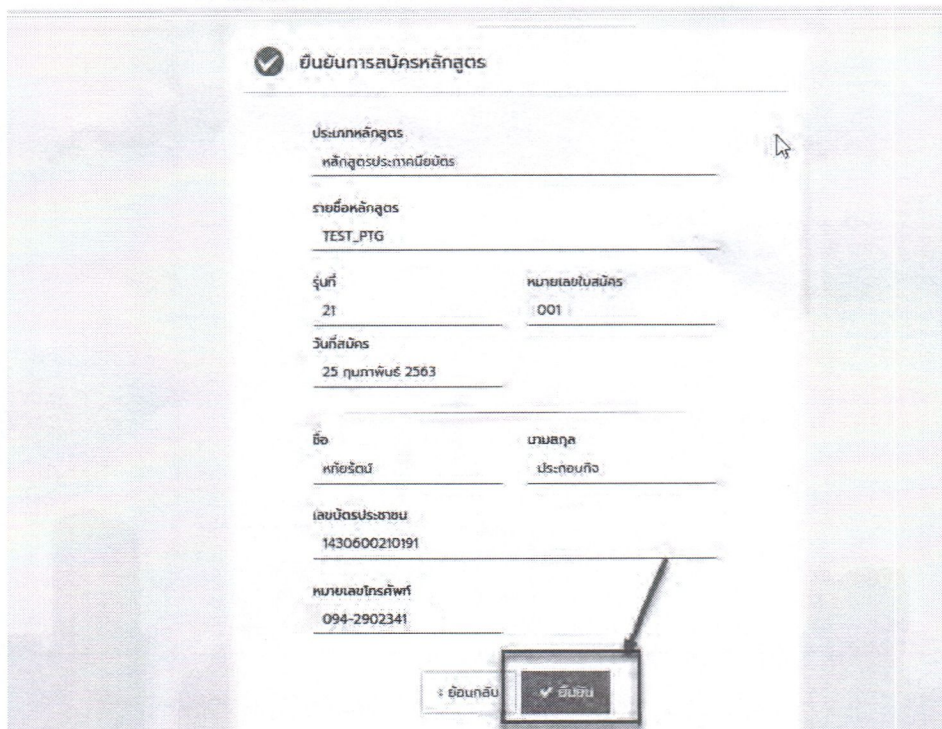 ยืนยันการสมัครหลักสูตร
ประเภทหลักสูตร
หลักสูตรประกาศนียบัตร
รายชื่อหลักสูตร
TEST_PTG
รุ่นที่ หมายเลขใบสมัคร
21 001
วันที่สมัคร
25 กุมภาพันธ์ 2563
ชื่อ นามสกุล
หทัยรัตน์ ประกอบกิจ
เลขบัตรประชาชน
1430600210191
หมายเลขโทรศัพท์
094-2902341
ย้อนกลับ ยืนยัน